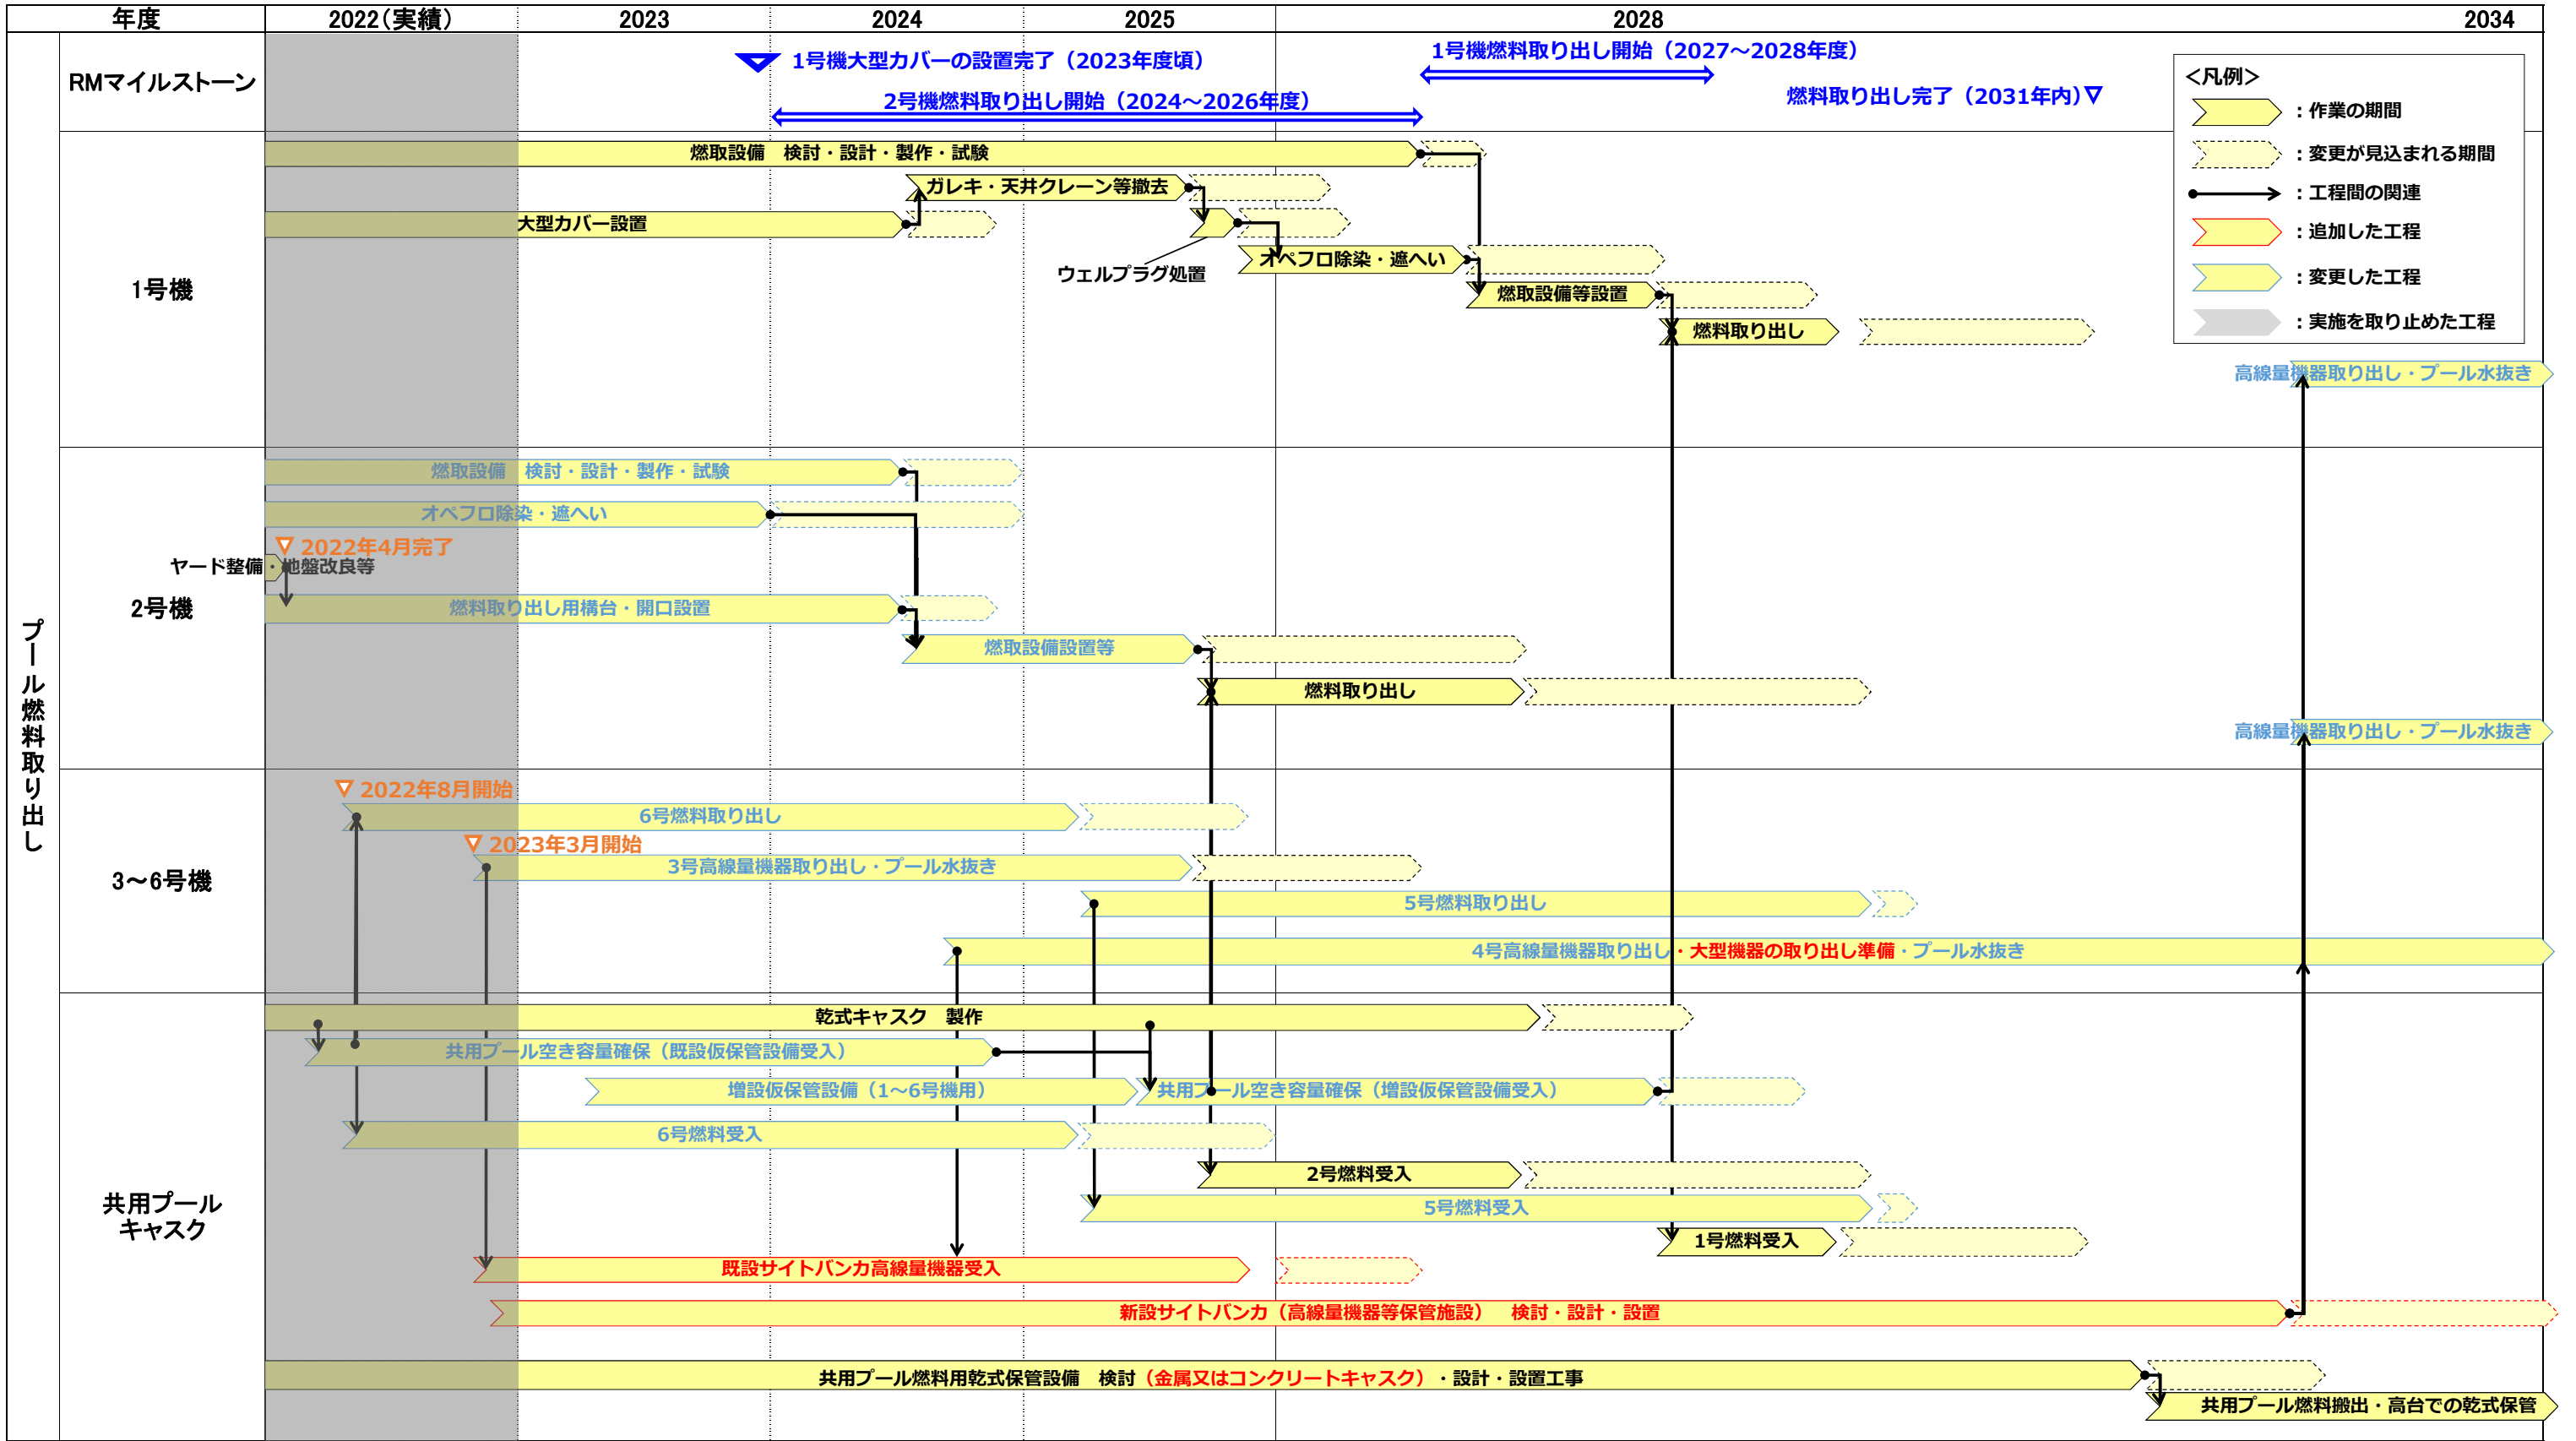 年度
2022(実績)
2023
2024
2025
2028
2034
プール燃料取り出し
RMマイルストーン
1号機大型カバーの設置完了（2023年度頃）
2号機燃料取り出し開始（2024～2026年度）
1号機燃料取り出し開始（2027～2028年度）
燃料取り出し完了（2031年内）
＜凡例＞
：作業の期間
：変更が見込まれる期間
：工程間の関連
：追加した工程
：変更した工程
：実施を取り止めた工程
1号機
燃取設備　検討・設計・製作・試験
ガレキ・天井クレーン等撤去
大型カバー設置
ウェルプラグ処置
オペフロ除染・遮へい
燃取設備等設置
燃料取り出し
高線量機器取り出し・プール水抜き
2号機
燃取設備　検討・設計・製作・試験
オペフロ除染・遮へい
2022年4月完了
ヤード整備・地盤改良等
燃料取り出し用構台・開口設置
燃取設備設置等
燃料取り出し
高線量機器取り出し・プール水抜き
3～6号機
2022年8月開始
6号燃料取り出し
2023年3月開始
3号高線量機器取り出し・プール水抜き
5号燃料取り出し
4号高線量機器取り出し・大型機器の取り出し準備・プール水抜き
共用プール
キャスク
乾式キャスク　製作
共用プール空き容量確保（既設仮保管設備受入）
増設仮保管設備（1～6号機用）
共用プール空き容量確保（増設仮保管設備受入）
6号燃料受入
2号燃料受入
5号燃料受入
1号燃料受入
既設サイトバンカ高線量機器受入
新設サイトバンカ（高線量機器等保管施設）　検討・設計・設置
共用プール燃料用乾式保管設備　検討（金属又はコンクリートキャスク）・設計・設置工事
共用プール燃料搬出・高台での乾式保管